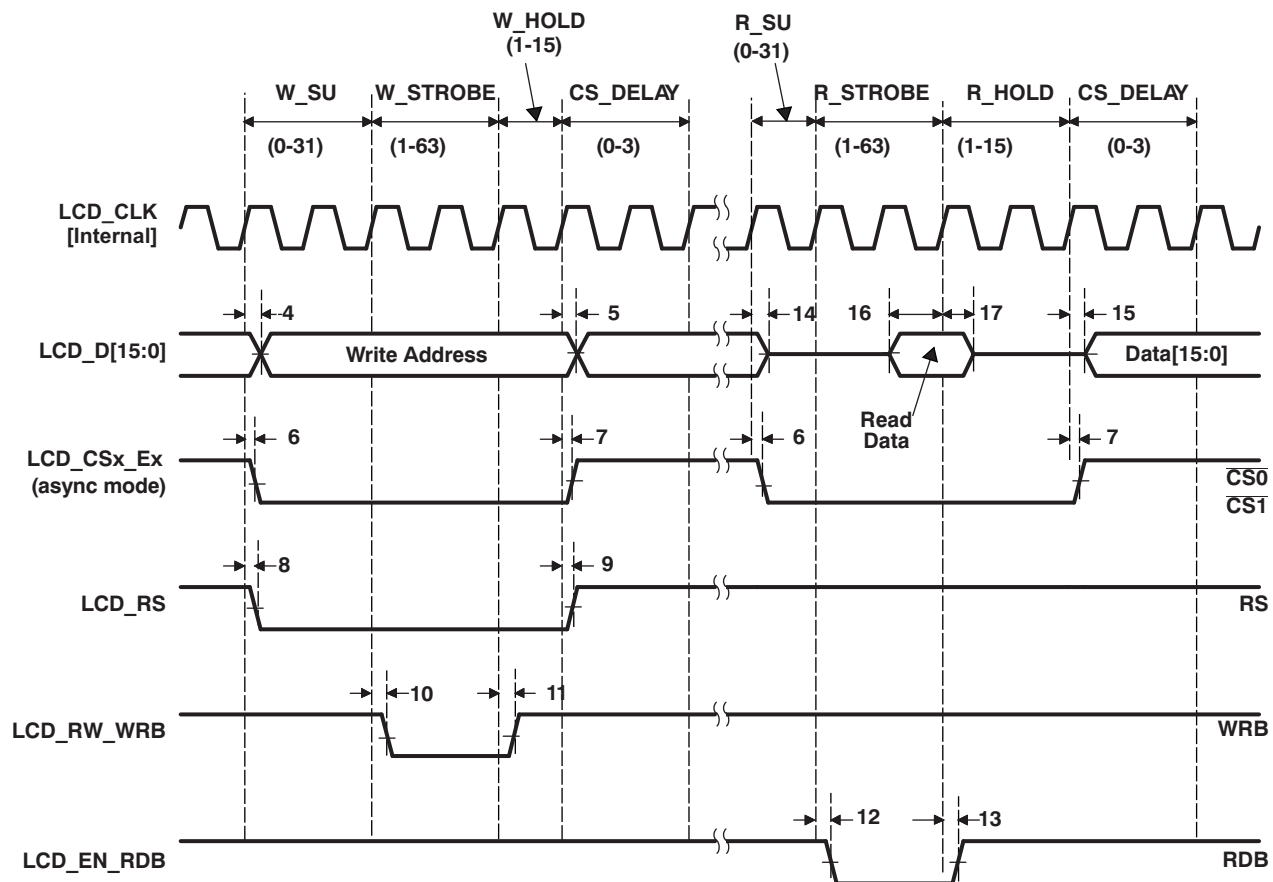 W_HOLD
(1-15)
R_SU
(0-31)
W_SU
W_STROBE
CS_DELAY
R_STROBE
R_HOLD
CS_DELAY
(0-31)
(1-63)
(0-3)
(1-63)
(1-15)
(0-3)
LCD_CLK
[Internal]
4
5
14
16
17
15
LCD_D[15:0]
Write Address
Data[15:0]
Read
Data
6
7
6
7
LCD_CSx_Ex
(async mode)
CS0
CS1
8
9
LCD_RS
RS
10
11
LCD_RW_WRB
WRB
12
13
LCD_EN_RDB
RDB